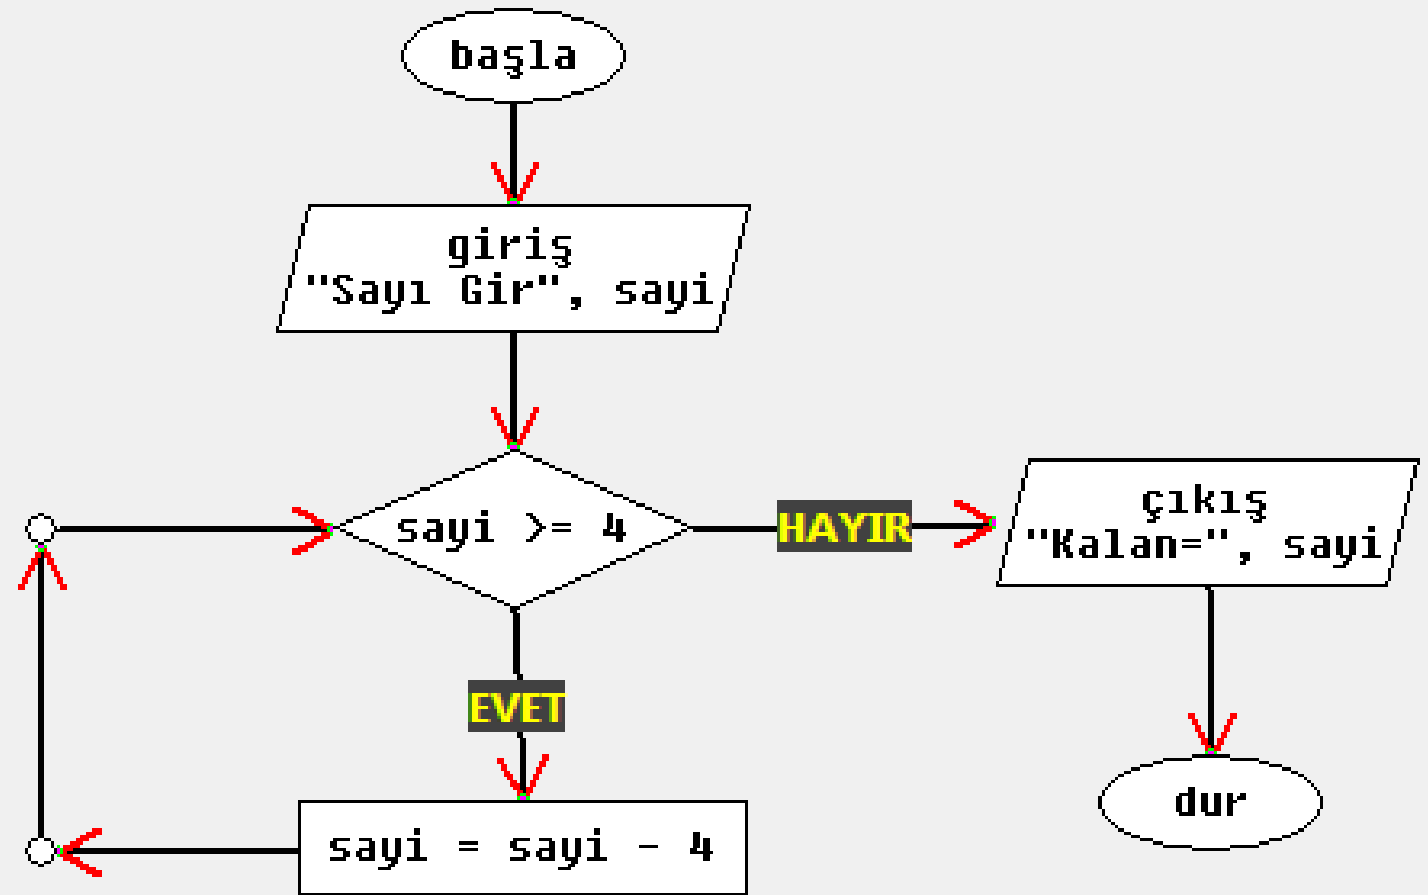 başla
giriş
"Sayı Gir", sayi
sayi >= 4
HAYIR
çıkış
"Kalan=", sayi
EVET
dur
sayi = sayi - 4